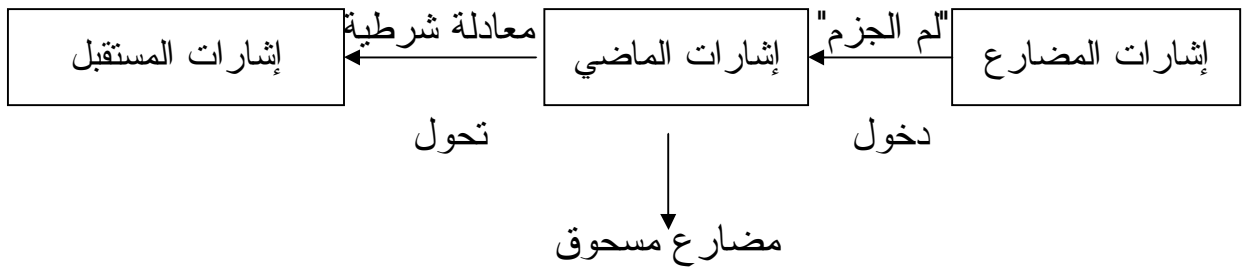 إشارات المضارع
"لم الجزم"
دخول
إشارات الماضي
معادلة شرطية
تحول
إشارات المستقبل
مضارع مسحوق